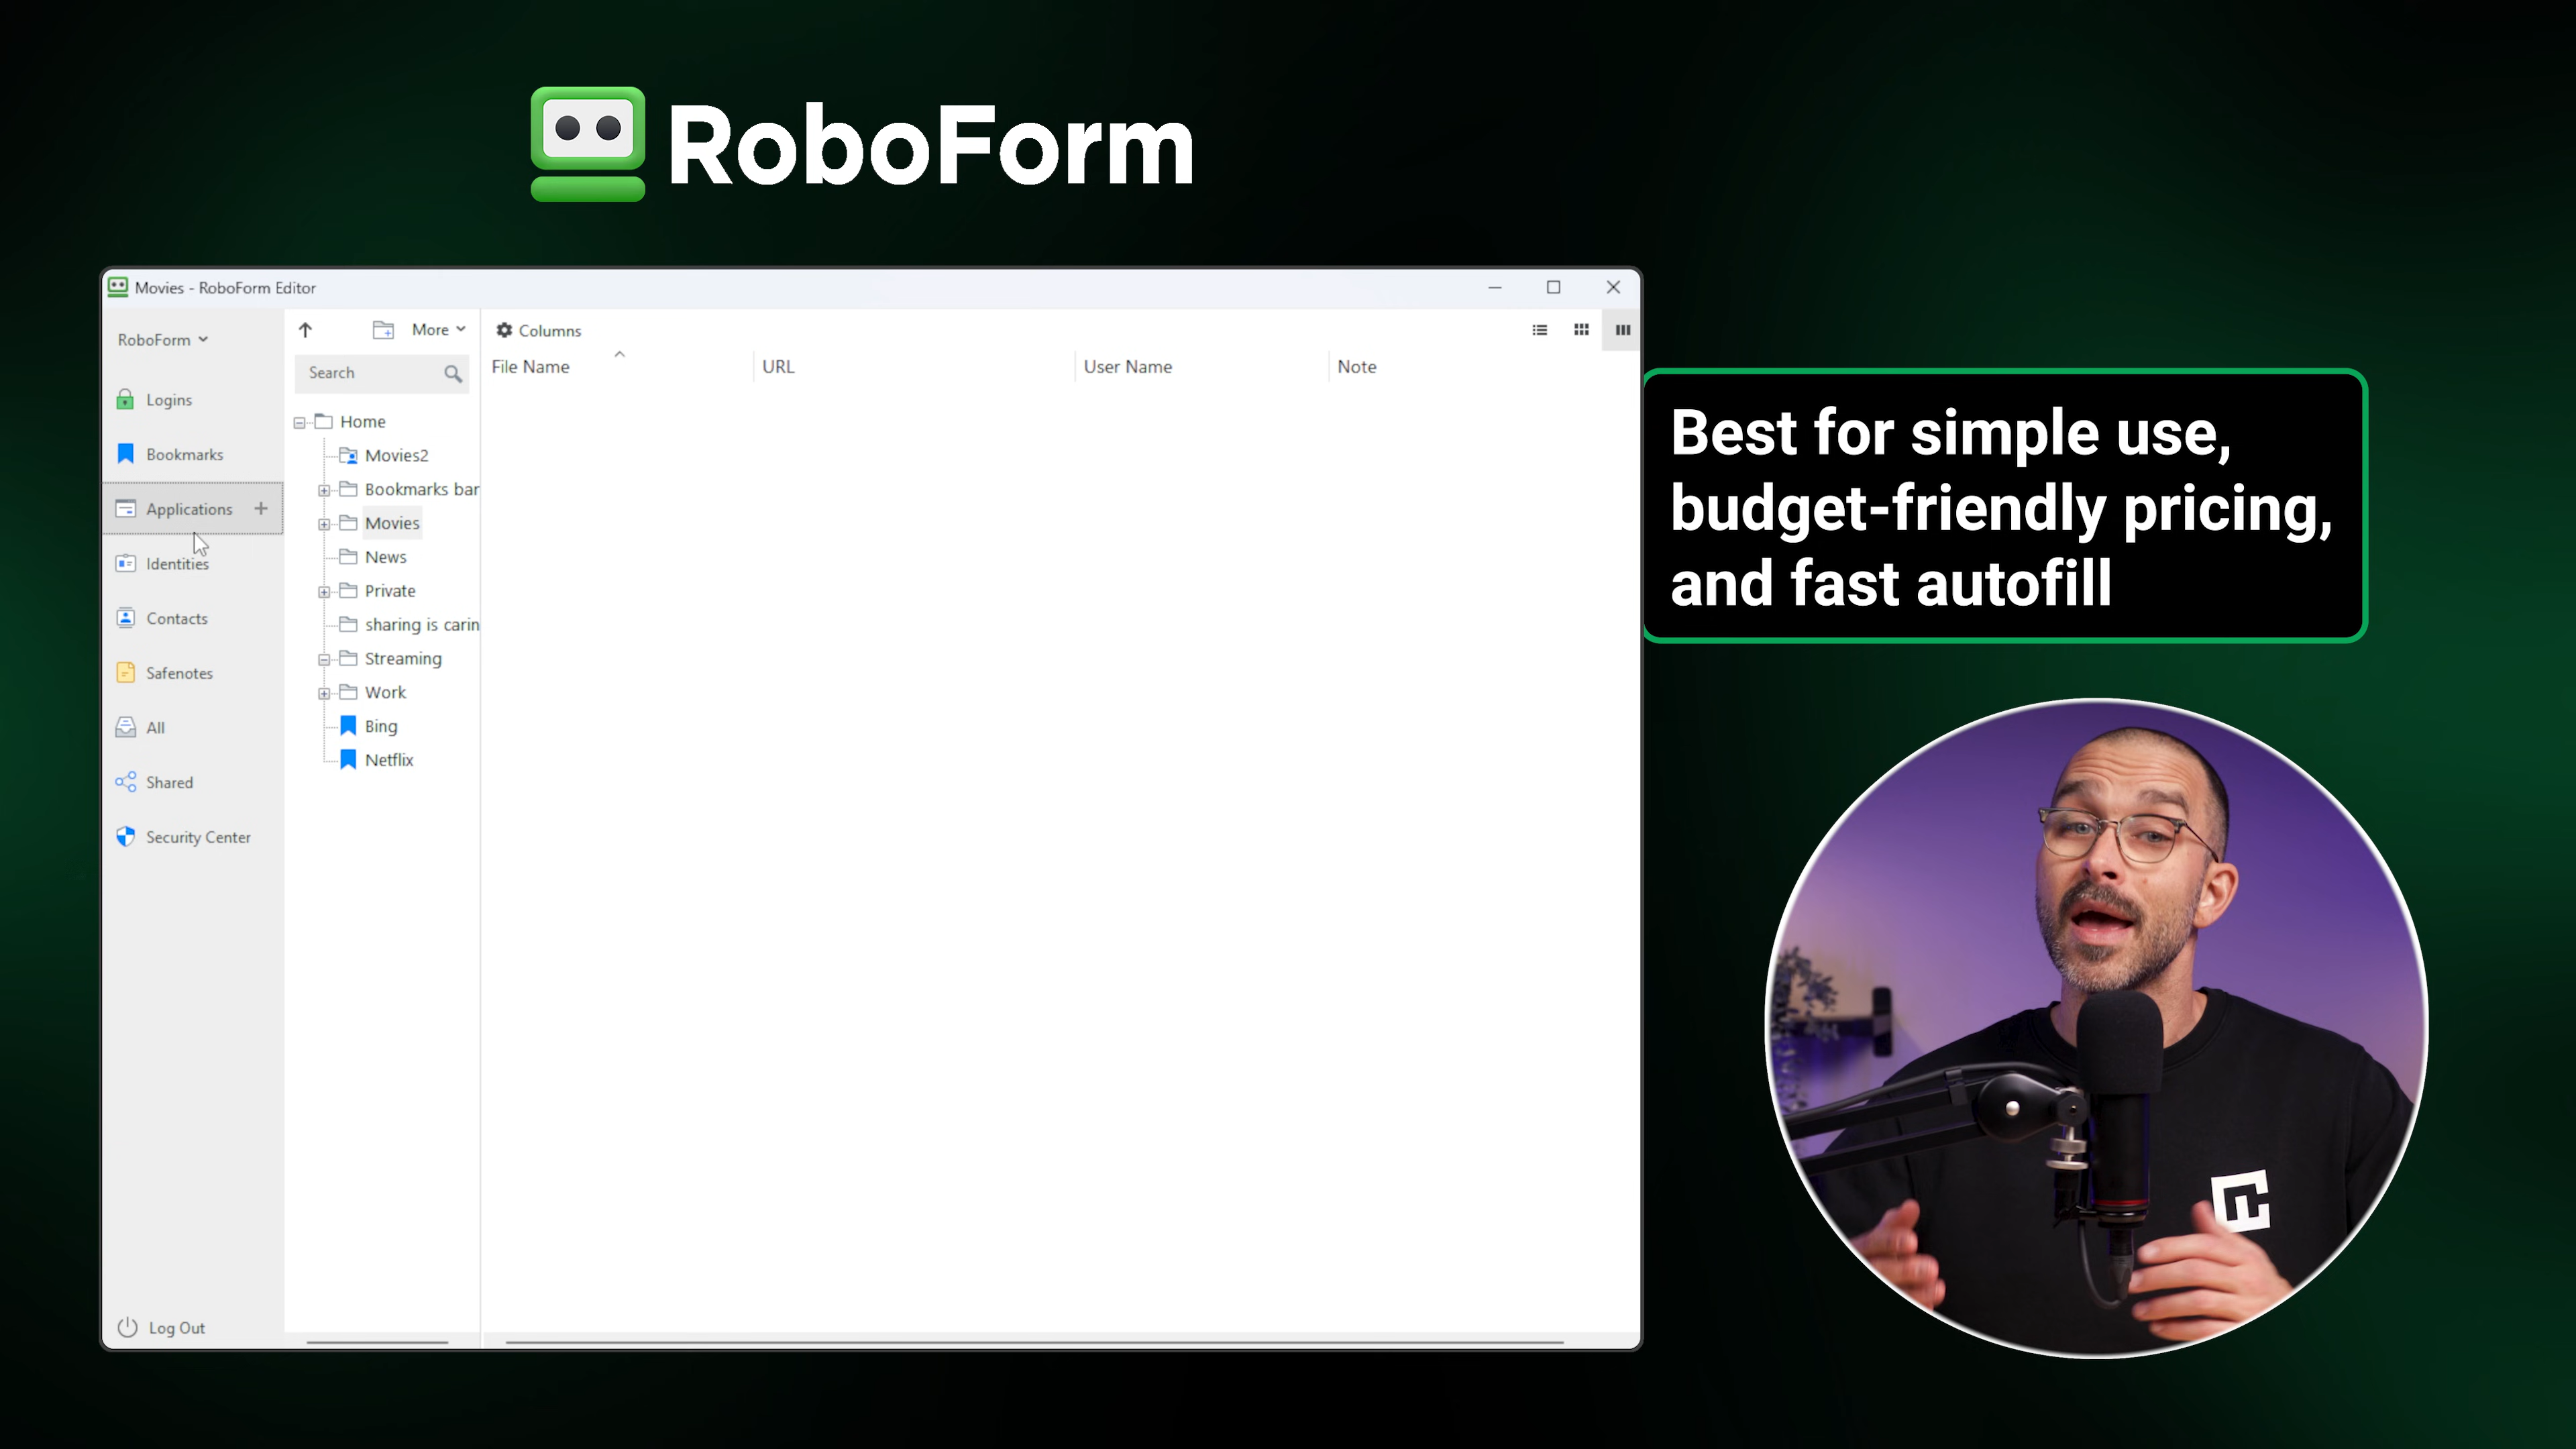 RoboForm
Movies - RoboForm Editor
RoboForm
More
Columns
Search
File Name
URL
User Name
Note
Logins
Bookmarks
Applications
Identities
Contacts
Safenotes
All
Shared
Security Center
Log Out
Home
Movies2
Bookmarks bar
Movies
News
Private
sharing is carin
Streaming
Work
Bing
Netflix
Best for simple use,
budget-friendly pricing,
and fast autofill